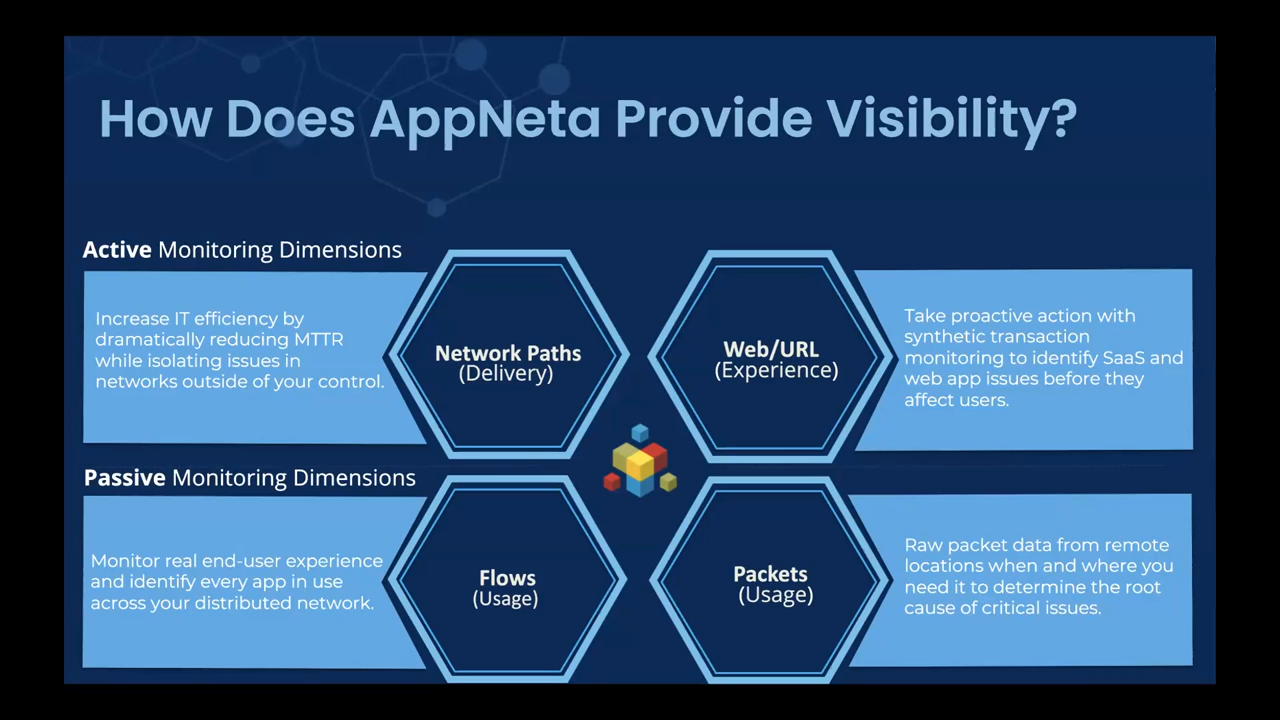 How Does AppNeta Provide Visibility?
Active Monitoring Dimensions
Increase IT efficiency by
dramatically reducing MTTR
while isolating issues in
networks outside of your control.
Network Paths
(Delivery)
Web/URL
(Experience)
Take proactive action with
synthetic transaction
monitoring to identify SaaS and
web app issues before they
affect users.
Passive Monitoring Dimensions
Monitor real end-user experience
and identify every app in use
across your distributed network.
Flows
(Usage)
Packets
(Usage)
Raw packet data from remote
locations when and where you
need it to determine the root
cause of critical issues.